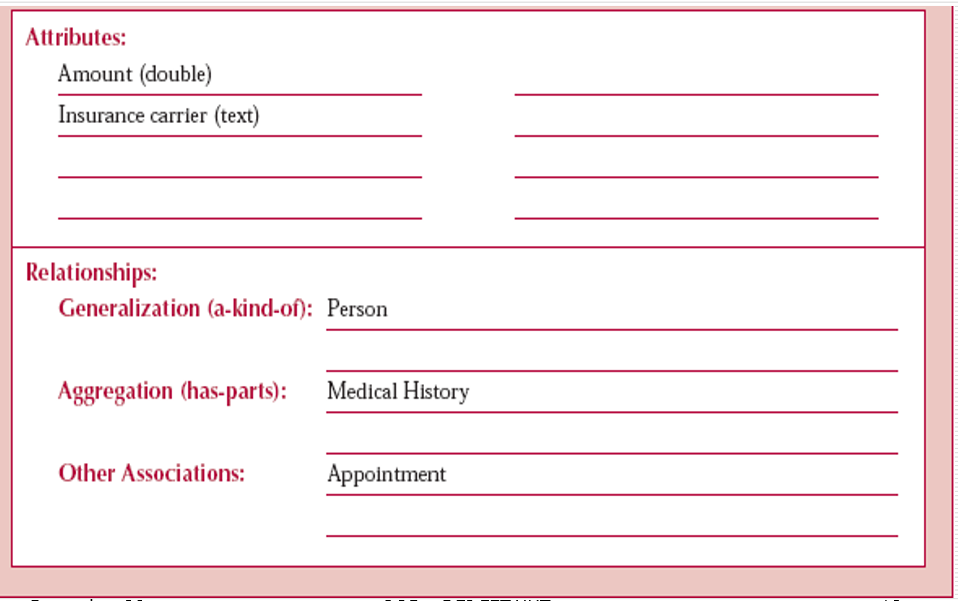 Attributes:
Amount (double)
Insurance carrier (text)
Relationships:
Generalization (a-kind-of): Person
Aggregation (has-parts): Medical History
Other Associations: Appointment